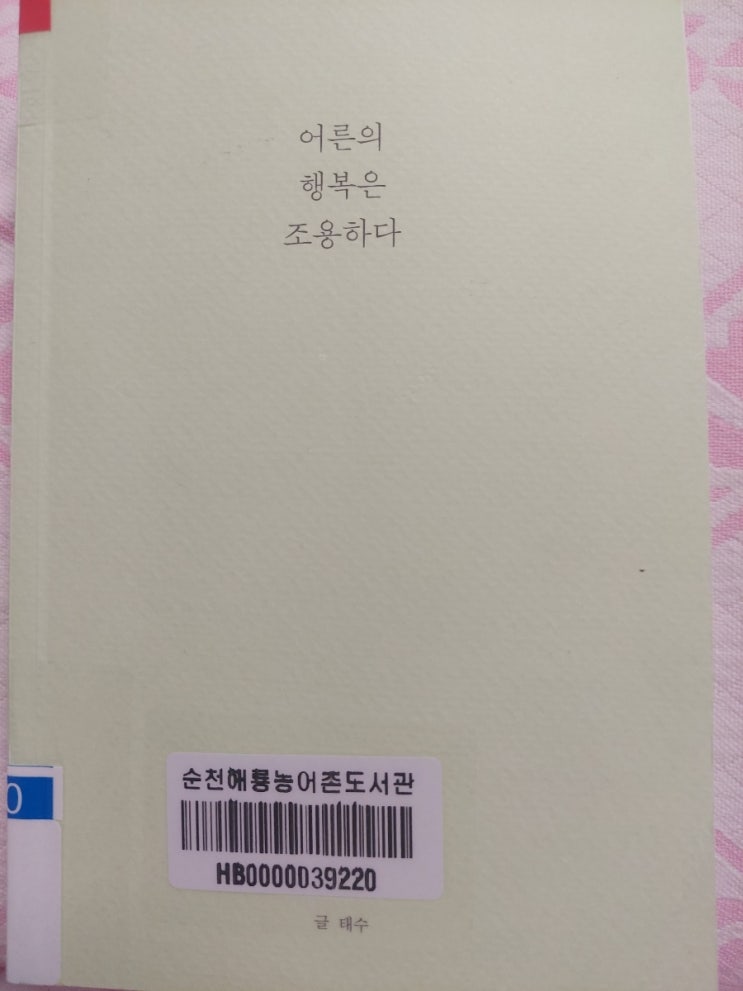 어른의
행복은
조용하다
0
순천해룡농어촌도서관
HB0000039220
글 태수